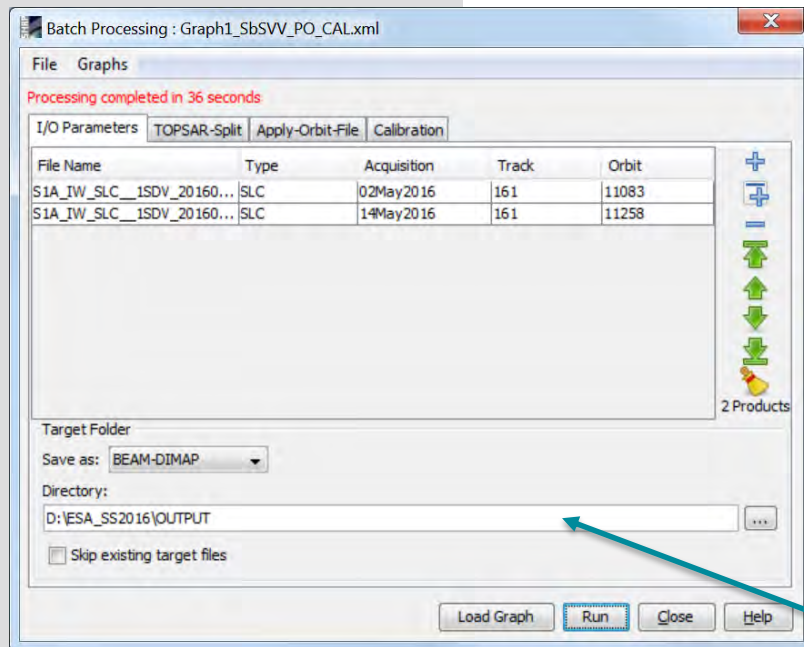 Batch Processing : Graph1_SbSVV_PO_CAL.xml
File Graphs
Processing completed in 36 seconds
I/O Parameters TOPSAR-Split Apply-Orbit-File Calibration
File Name Type Acquisition Track Orbit
S1A_IW_SLC__1SDV_20160... SLC 02May2016 161 11083
S1A_IW_SLC__1SDV_20160... SLC 14May2016 161 11258
2 Products
Target Folder
Save as: BEAM-DIMAP
Directory:
D:\ESA_SS2016\OUTPUT
...
Skip existing target files
Load Graph Run Close Help